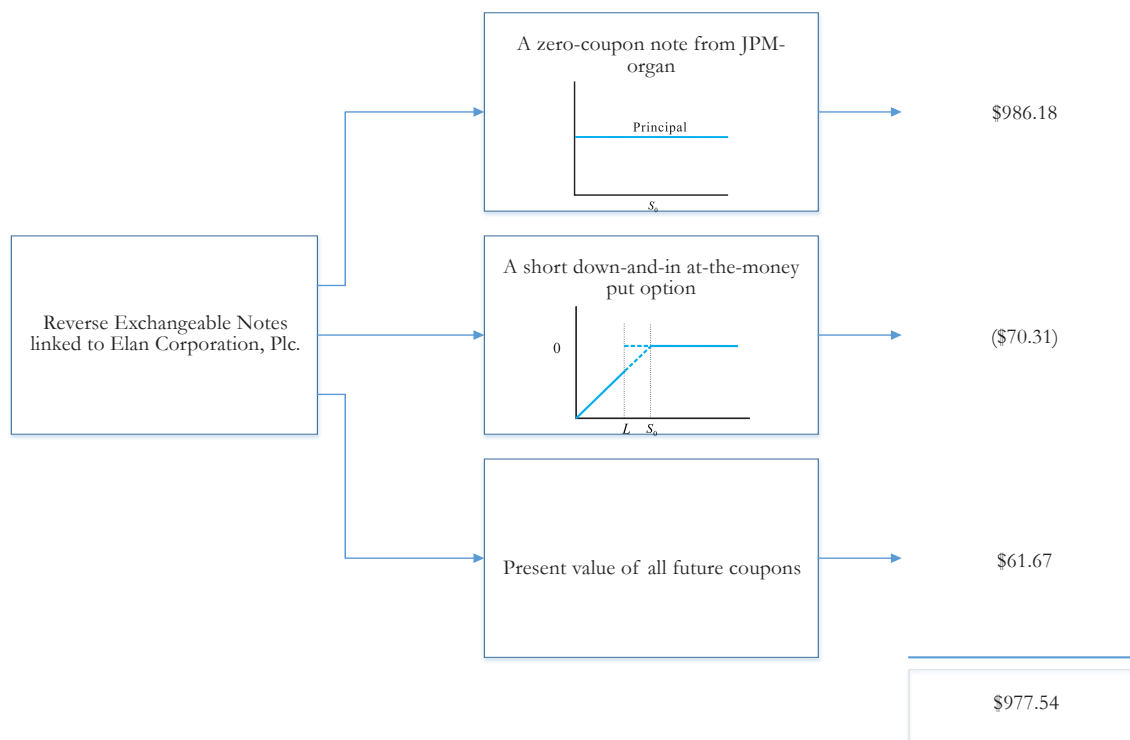 A zero-coupon note from JPM-
organ
Principal
S₀
$986.18
Reverse Exchangeable Notes
linked to Elan Corporation, Plc.
A short down-and-in at-the-money
put option
0
L S₀
($70.31)
Present value of all future coupons
$61.67
$977.54